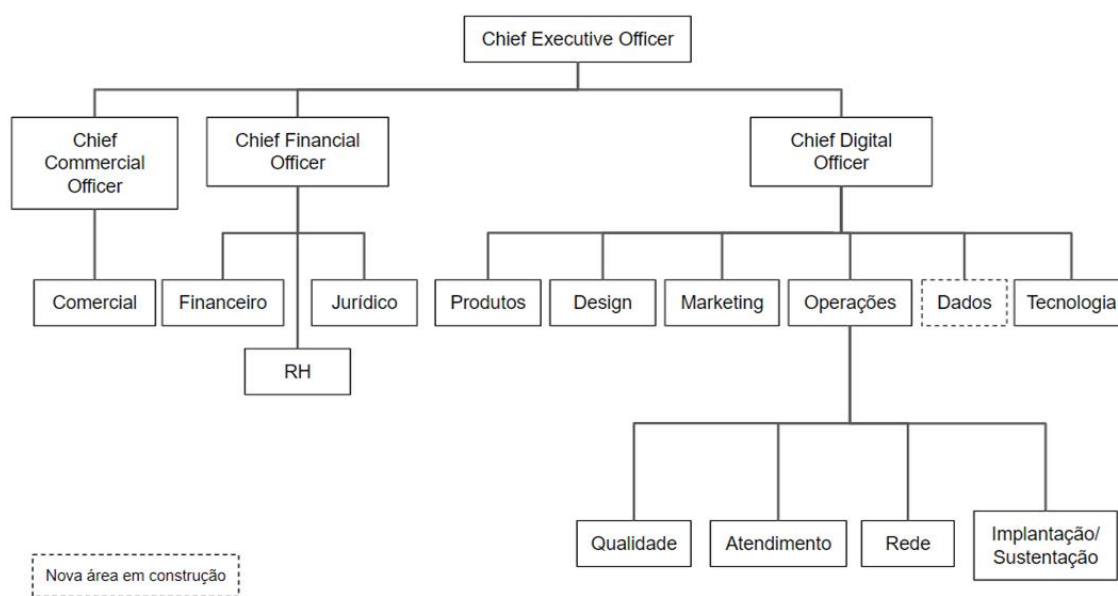 Chief Executive Officer
Chief
Commercial
Officer
Chief Financial
Officer
Chief Digital
Officer
Comercial
Financeiro
Jurídico
Produtos
Design
Marketing
Operações
Dados
Tecnologia
RH
Qualidade
Atendimento
Rede
Implantação/
Sustentação
Nova área em construção